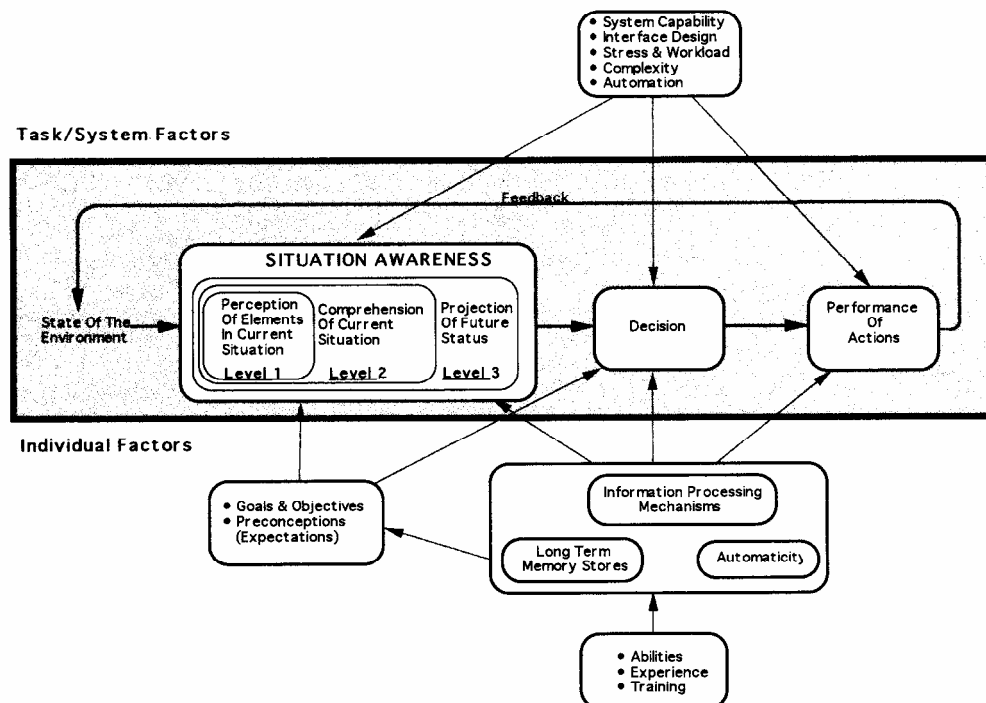 • System Capability
• Interface Design
• Stress & Workload
• Complexity
• Automation
Task/System Factors
Feedback
SITUATION AWARENESS
State Of The
Environment
Perception
Of Elements
In Current
Situation
Level 1
Comprehension
Of Current
Situation
Level 2
Projection
Of Future
Status
Level 3
Decision
Performance
Of
Actions
Individual Factors
• Goals & Objectives
• Preconceptions
(Expectations)
Information Processing
Mechanisms
Long Term
Memory Stores
Automaticity
• Abilities
• Experience
• Training